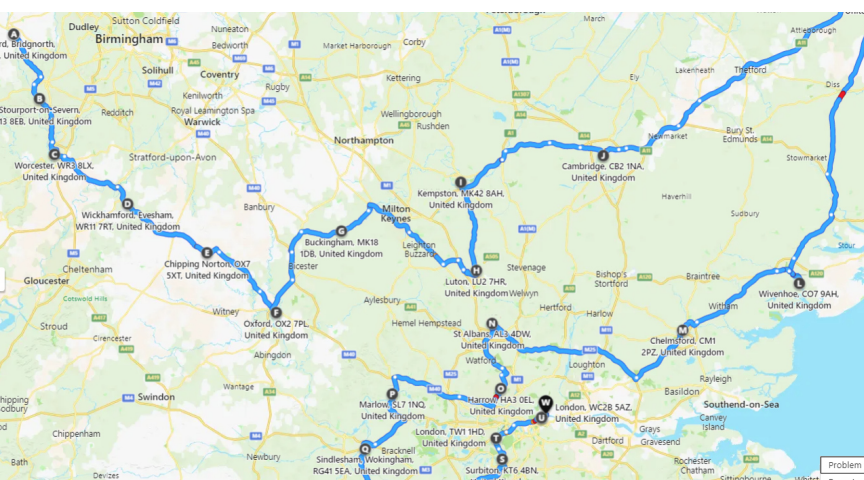 Sutton Coldfield
Dudley
Birmingham
Nuneaton
Bedworth
Market Harborough
Corby
March
Attleborough
A
rd, Bridgnorth,
United Kingdom
Solihull
Coventry
Rugby
Kettering
Ely
Lakenheath
Thetford
Diss
B
Stourport-on-Severn,
13 8EB, United Kingdom
Redditch
Kenilworth
Royal Leamington Spa
Warwick
Wellingborough
Rushden
Northampton
Newmarket
Bury St.
Edmunds
Stowmarket
C
Worcester, WR3 8LX,
United Kingdom
Stratford-upon-Avon
J
Cambridge, CB2 1NA,
United Kingdom
I
Kempston, MK42 8AH,
United Kingdom
Haverhill
Sudbury
D
Wickhamford, Evesham,
WR11 7RT, United Kingdom
Banbury
Milton
Keynes
G
Buckingham, MK18
1DB, United Kingdom
Leighton
Buzzard
E
Chipping Norton, OX7
5XT, United Kingdom
Bicester
H
Luton, LU2 7HR,
United Kingdom
Stevenage
Welwyn
Bishop's
Stortford
Braintree
Stour
Cheltenham
Gloucester
Cotswold Hills
Witney
Aylesbury
Hertford
Harlow
Witham
L
Wivenhoe, CO7 9AH,
United Kingdom
F
Oxford, OX2 7PL,
United Kingdom
Stroud
Cirencester
Abingdon
Hemel Hempstead
N
St Albans, AL3 4DW,
United Kingdom
M
Chelmsford, CM1
2PZ, United Kingdom
Watford
Loughton
Rayleigh
Basildon
Southend-on-Sea
Canvey
Island
Wantage
Swindon
P
Marlow, SL7 1NQ,
United Kingdom
O
Harrow, HA3 0EL,
United Kingdom
W
U
London, WC2B 5AZ,
United Kingdom
Dartford
Grays
Gravesend
Chippenham
Newbury
Bracknell
London, TW1 1HD,
United Kingdom
T
Q
Sindlesham, Wokingham,
RG41 5EA, United Kingdom
S
Surbiton, KT6 4BN,
Rochester
Chatham
Sittingbourne
Bath
Devizes
Problem